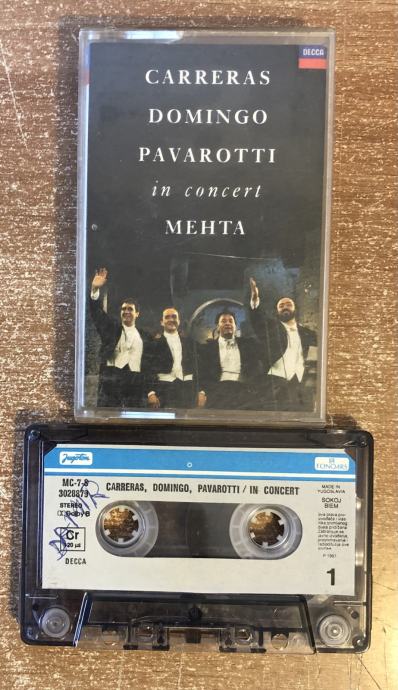 DECCA
CARRERAS
DOMINGO
PAVAROTTI
in concert
MEHTA
Jugoton
MC-7-S
3028879
CARRERAS, DOMINGO, PAVAROTTI / IN CONCERT
STEREO
Cr
DECCA
FONOARS
MADE IN
YUGOSLAVIA
SOKOJ
BIEM
1